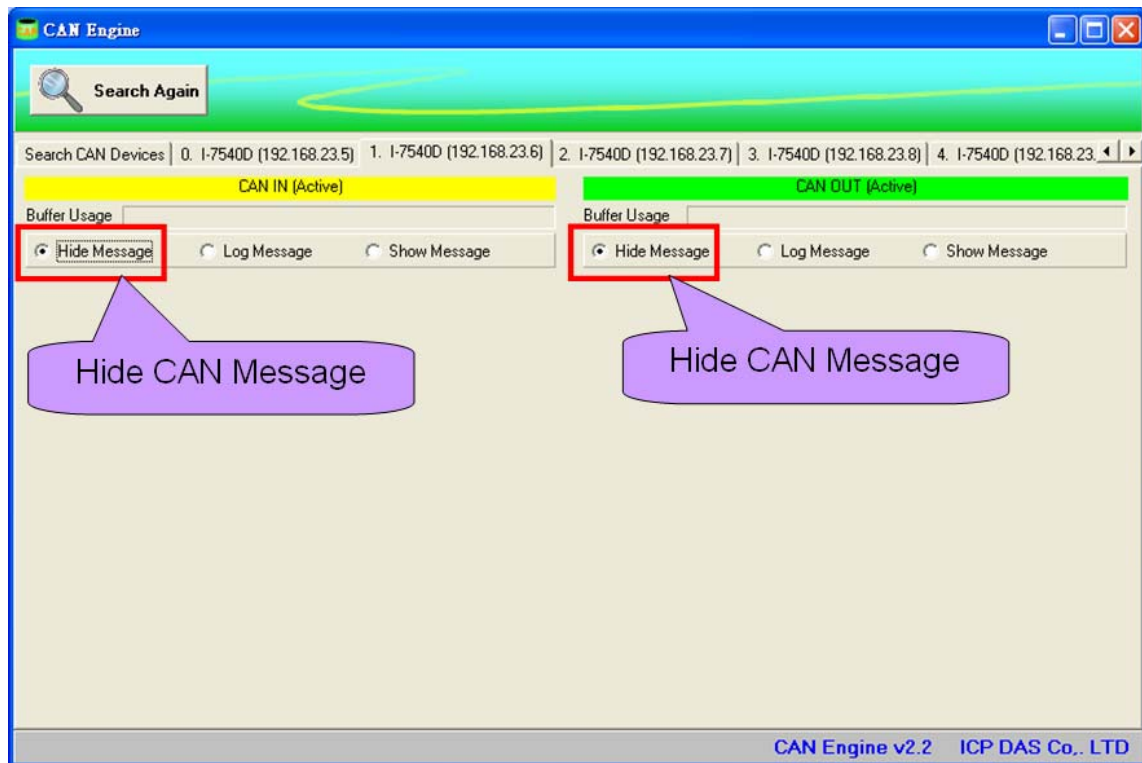 CAN Engine
Search Again
Search CAN Devices 0. I-7540D (192.168.23.5) 1. I-7540D (192.168.23.6) 2. I-7540D (192.168.23.7) 3. I-7540D (192.168.23.8) 4. I-7540D (192.168.23.
CAN IN (Active) CAN OUT (Active)
Buffer Usage Buffer Usage
Hide Message Log Message Show Message Hide Message Log Message Show Message
Hide CAN Message Hide CAN Message
CAN Engine v2.2 ICP DAS Co,. LTD